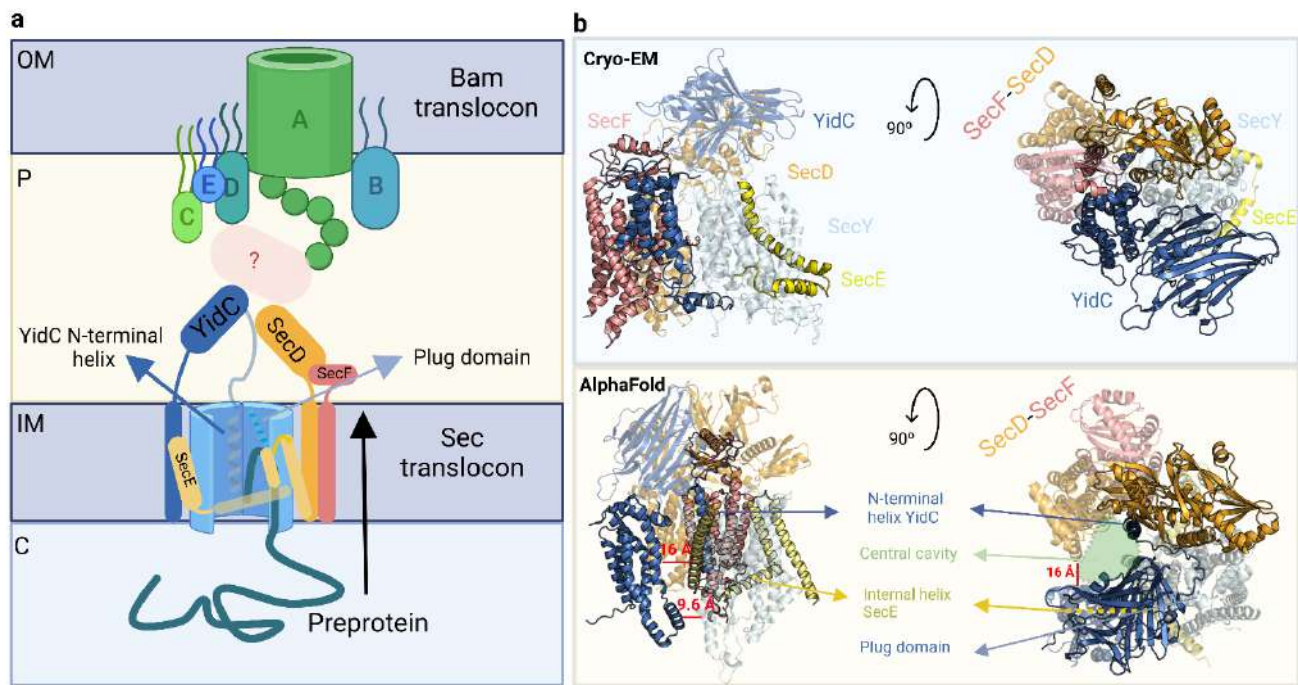 a
OM
Bam
translocon
A
E
D
C
B
P
?
YidC
SecD
SecF
YidC N-terminal
helix
Plug domain
IM
Sec
translocon
SecE
C
Preprotein
b
Cryo-EM
SecF
YidC
SecD
SecY
SecE
90º
SecF-SecD
SecY
SecE
YidC
AlphaFold
16 Å
9.6 Å
90º
SecD-SecF
N-terminal
helix YidC
Central cavity
Internal helix
SecE
Plug domain
16 Å